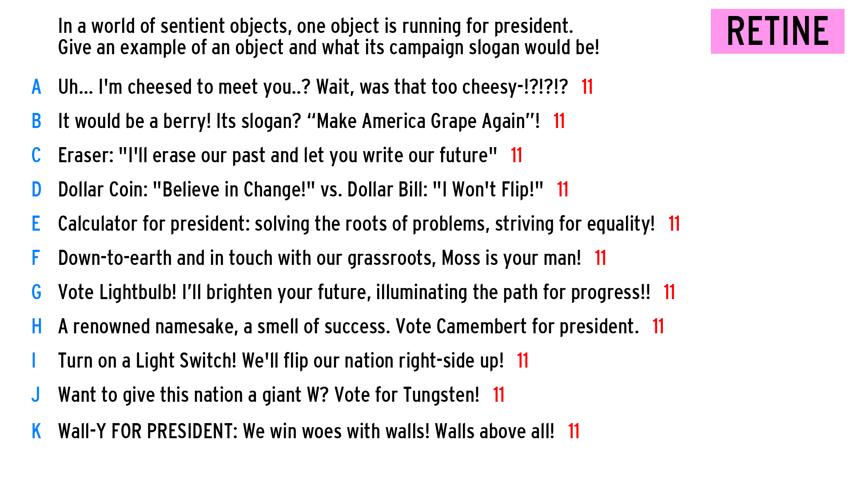 In a world of sentient objects, one object is running for president.
Give an example of an object and what its campaign slogan would be!
RETINE
A Uh... I'm cheesed to meet you..? Wait, was that too cheesy-!?!?!? 11
B It would be a berry! Its slogan? “Make America Grape Again”! 11
C Eraser: "I'll erase our past and let you write our future" 11
D Dollar Coin: "Believe in Change!" vs. Dollar Bill: "I Won't Flip!" 11
E Calculator for president: solving the roots of problems, striving for equality! 11
F Down-to-earth and in touch with our grassroots, Moss is your man! 11
G Vote Lightbulb! I’ll brighten your future, illuminating the path for progress!! 11
H A renowned namesake, a smell of success. Vote Camembert for president. 11
I Turn on a Light Switch! We'll flip our nation right-side up! 11
J Want to give this nation a giant W? Vote for Tungsten! 11
K Wall-Y FOR PRESIDENT: We win woes with walls! Walls above all! 11